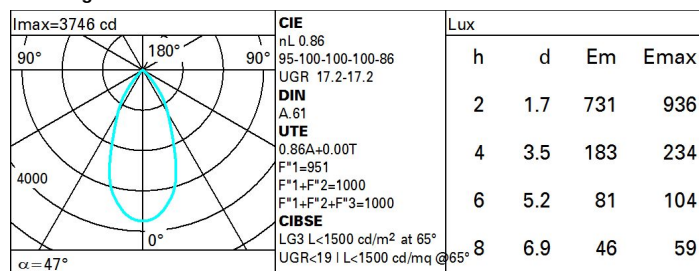 Imax=3746 cd
90°
180°
90°
4000
0°
α=47°
CIE
nL 0.86
95-100-100-100-86
UGR 17.2-17.2
DIN
A.61
UTE
0.86A+0.00T
F"1=951
F"1+F"2=1000
F"1+F"2+F"3=1000
CIBSE
LG3 L<1500 cd/m² at 65°
UGR<19 | L<1500 cd/mq @65°
Lux
h d Em Emax
2 1.7 731 936
4 3.5 183 234
6 5.2 81 104
8 6.9 46 59